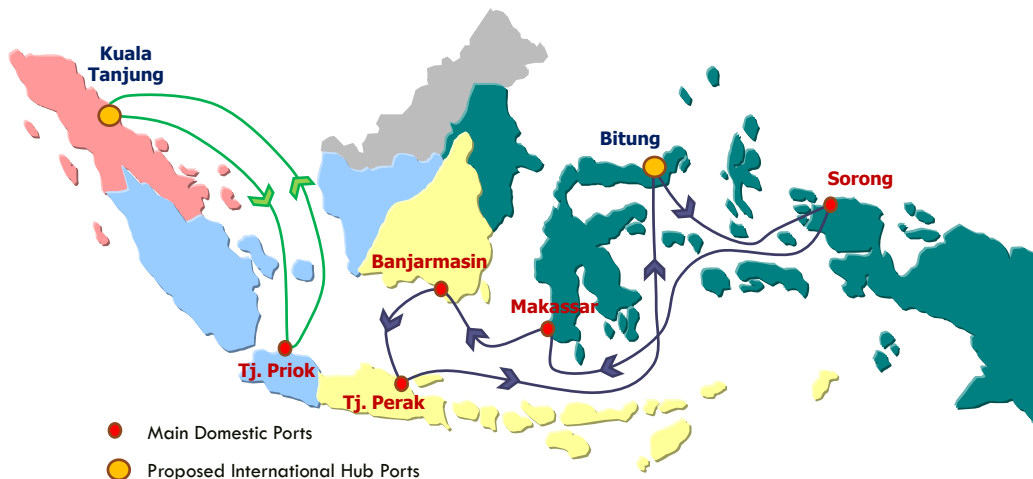 Kuala
Tanjung
Bitung
Sorong
Banjarmasin
Makassar
Tj. Priok
Tj. Perak
Main Domestic Ports
Proposed International Hub Ports